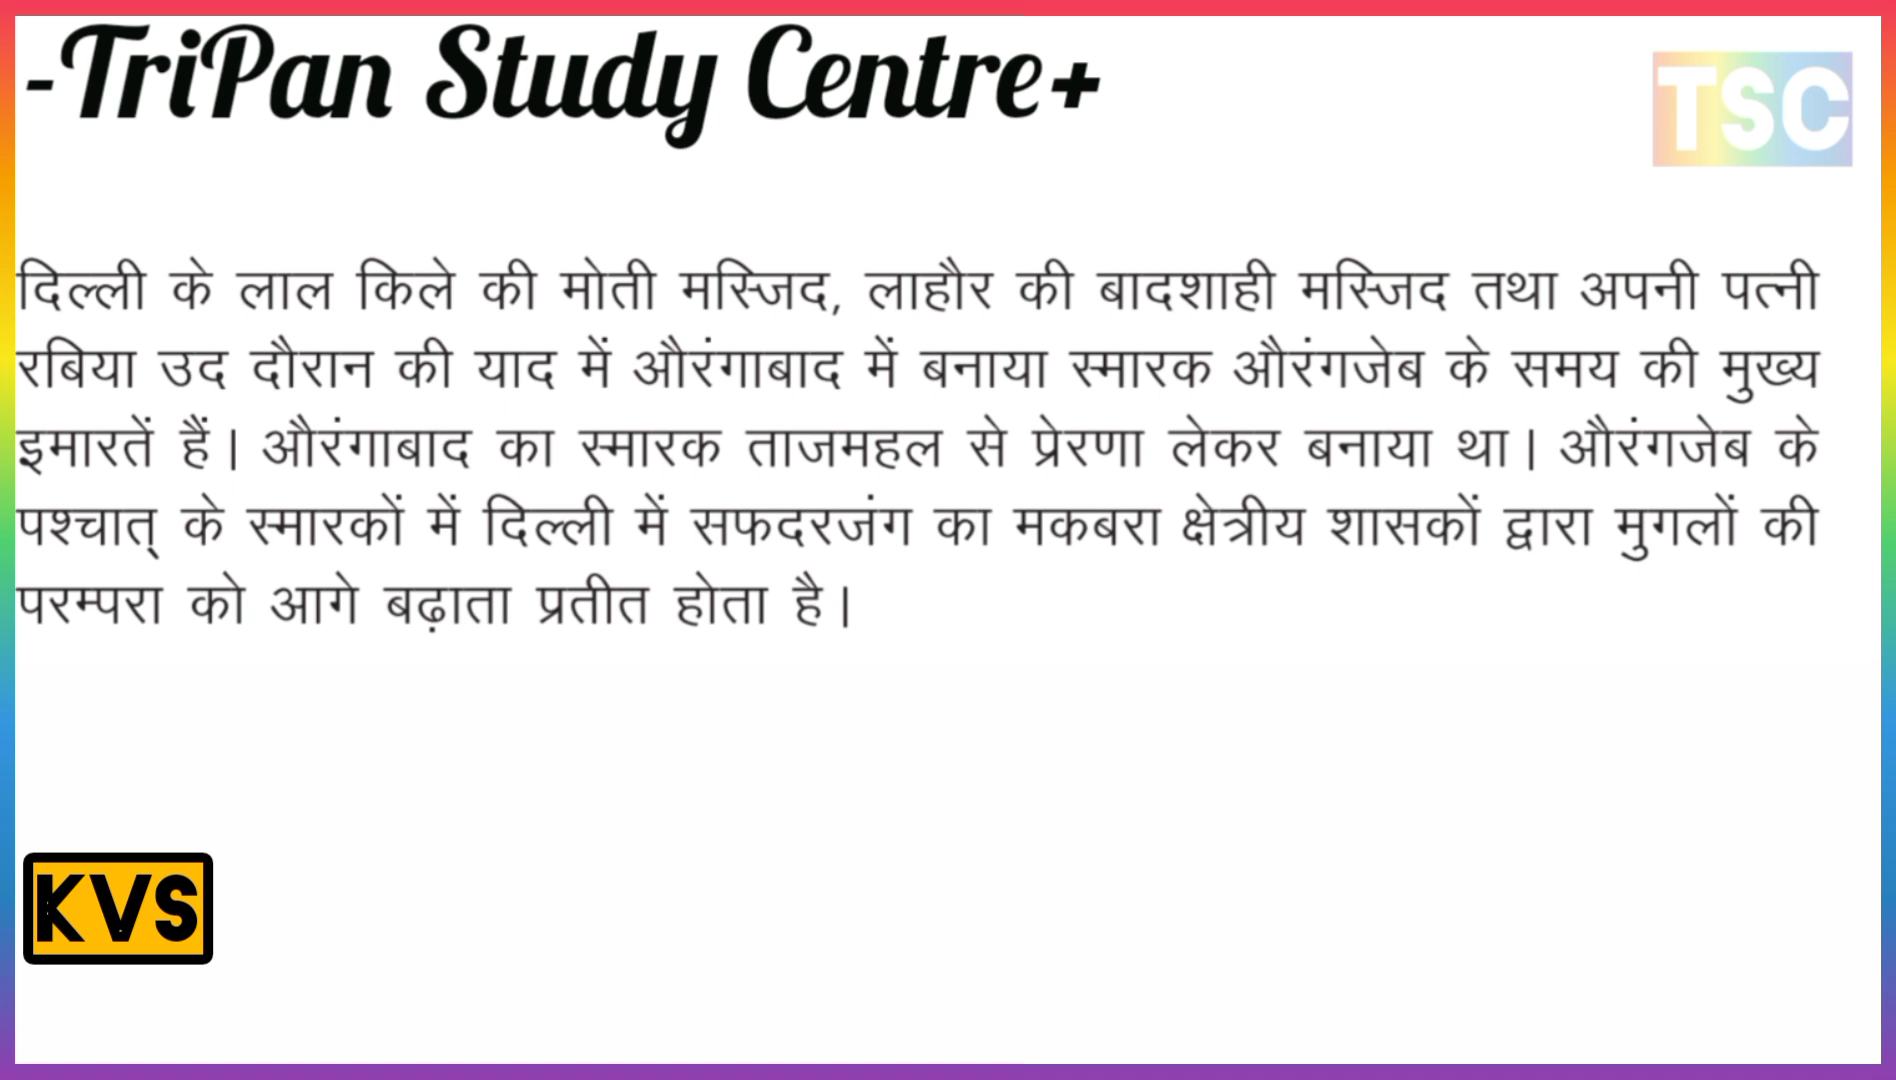 -TriPan Study Centre+
TSC
दिल्ली के लाल किले की मोती मस्जिद, लाहौर की बादशाही मस्जिद तथा अपनी पत्नी
रबिया उद दौरान की याद में औरंगाबाद में बनाया स्मारक औरंगजेब के समय की मुख्य
इमारतें हैं। औरंगाबाद का स्मारक ताजमहल से प्रेरणा लेकर बनाया था। औरंगजेब के
पश्चात् के स्मारकों में दिल्ली में सफदरजंग का मकबरा क्षेत्रीय शासकों द्वारा मुगलों की
परम्परा को आगे बढ़ाता प्रतीत होता है।
KVS